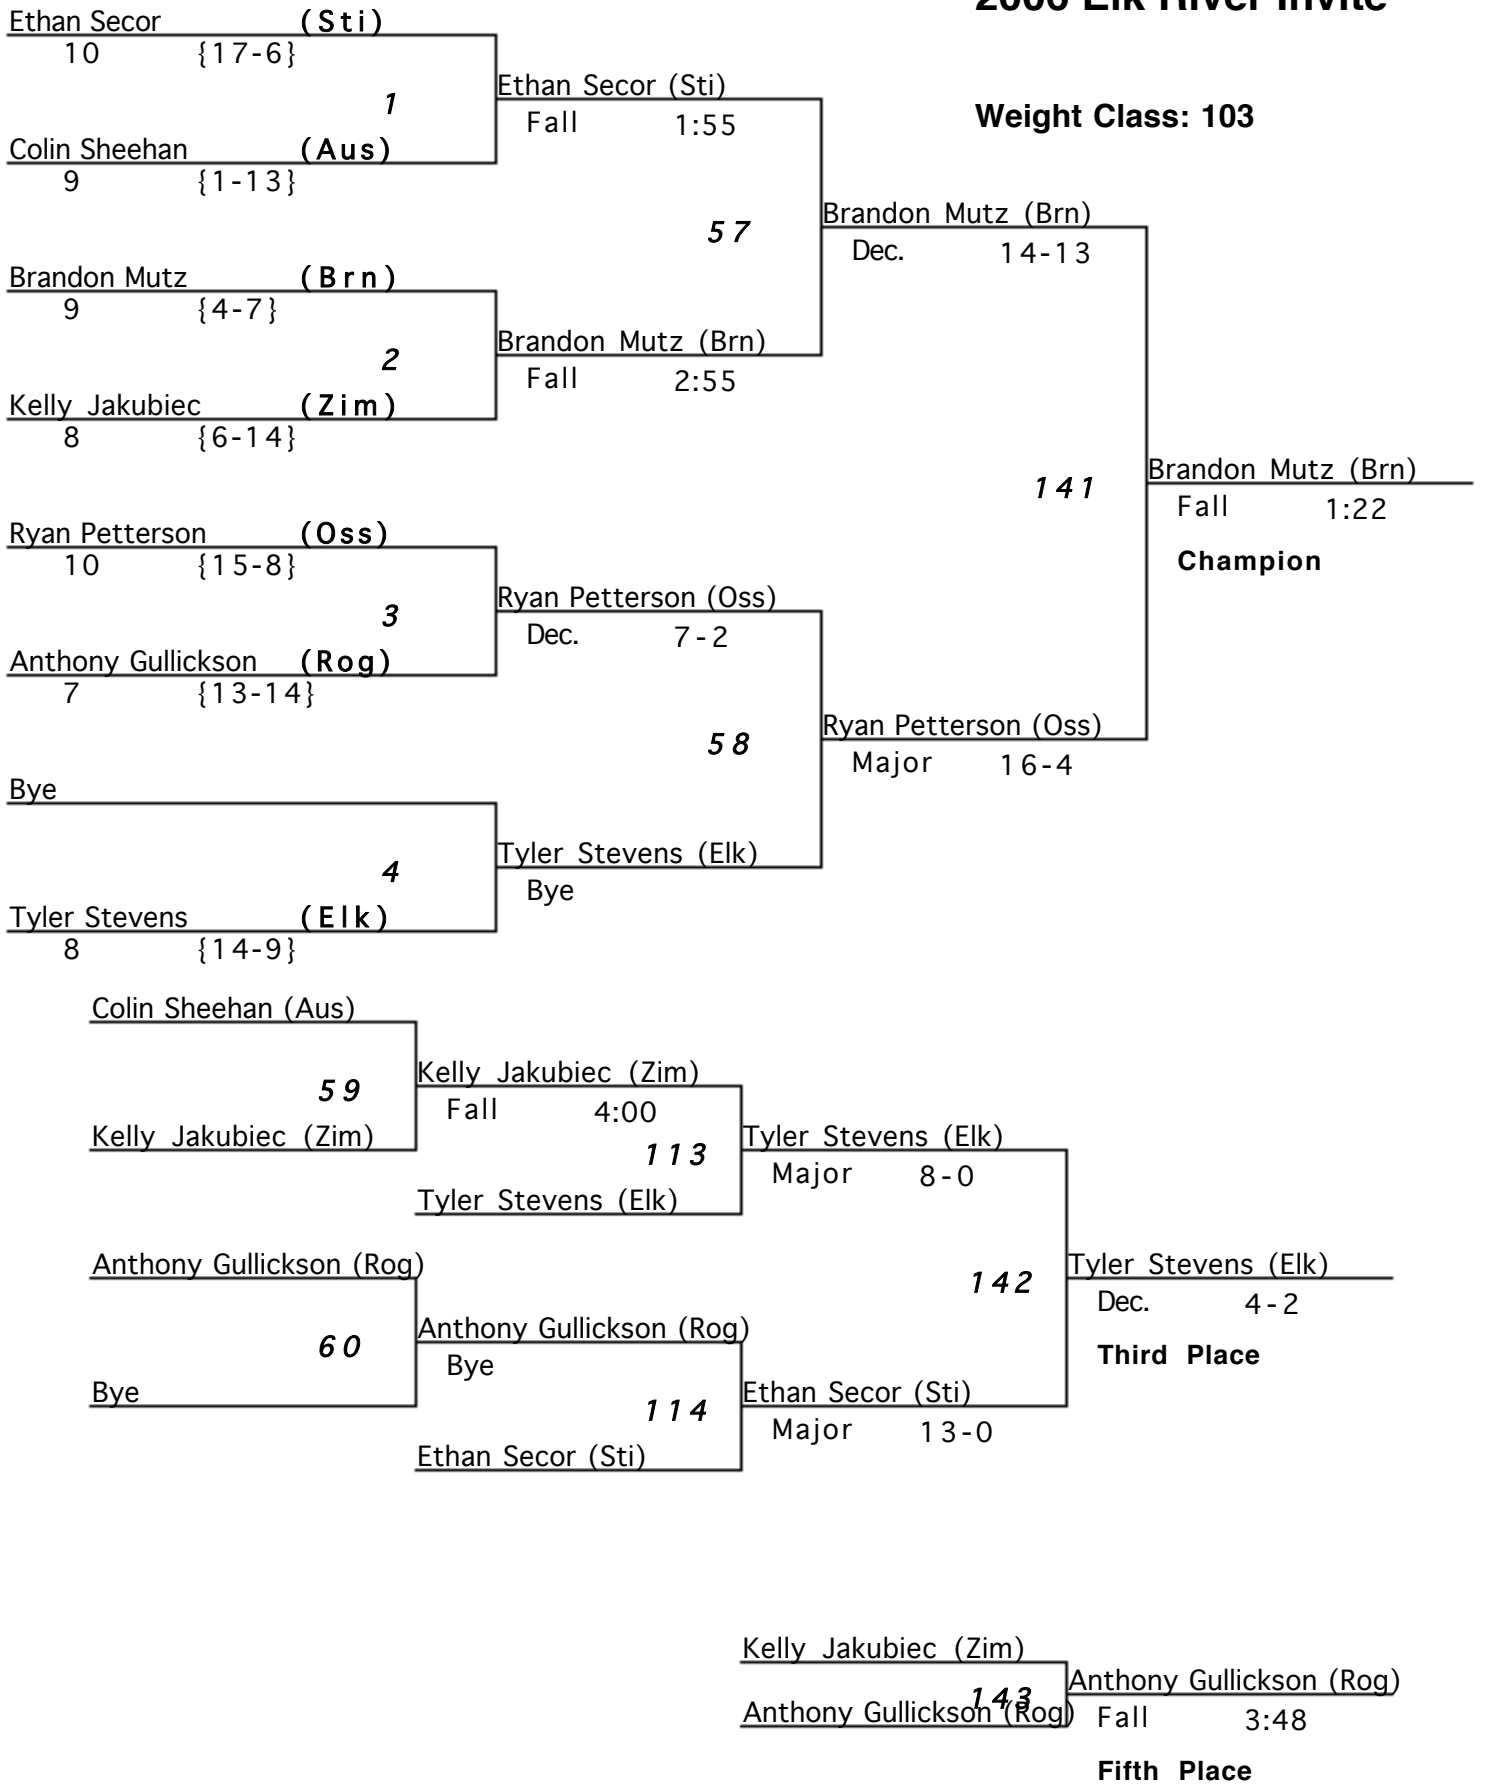 Ethan Secor (Sti)
10 {17-6}
1
Colin Sheehan (Aus)
9 {1-13}
Brandon Mutz (Brn)
9 {4-7}
2
Kelly Jakubiec (Zim)
8 {6-14}
Ryan Petterson (Oss)
10 {15-8}
3
Anthony Gullickson (Rog)
7 {13-14}
Bye
4
Tyler Stevens (Elk)
8 {14-9}
Ethan Secor (Sti)
Fall 1:55
57
Brandon Mutz (Brn)
Fall 2:55
Ryan Petterson (Oss)
Dec. 7-2
58
Tyler Stevens (Elk)
Bye
Elk River Invite
Weight Class: 103
Brandon Mutz (Brn)
Dec. 14-13
141
Ryan Petterson (Oss)
Major 16-4
Brandon Mutz (Brn)
Fall 1:22
Champion
Colin Sheehan (Aus)
59
Kelly Jakubiec (Zim)
Kelly Jakubiec (Zim)
Fall 4:00
113
Tyler Stevens (Elk)
Anthony Gullickson (Rog)
60
Bye
Anthony Gullickson (Rog)
Bye
114
Ethan Secor (Sti)
Tyler Stevens (Elk)
Major 8-0
142
Ethan Secor (Sti)
Major 13-0
Tyler Stevens (Elk)
Dec. 4-2
Third Place
Kelly Jakubiec (Zim)
143
Anthony Gullickson (Rog)
Anthony Gullickson (Rog)
Fall 3:48
Fifth Place